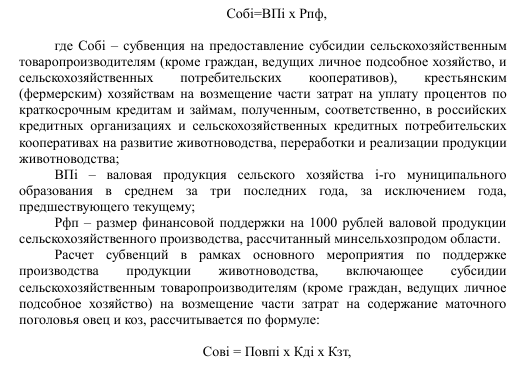 Собi=ВПi х Рпф,
где Собi – субвенция на предоставление субсидии сельскохозяйственным
товаропроизводителям (кроме граждан, ведущих личное подсобное хозяйство, и
сельскохозяйственных потребительских кооперативов), крестьянским
(фермерским) хозяйствам на возмещение части затрат на уплату процентов по
краткосрочным кредитам и займам, полученным, соответственно, в российских
кредитных организациях и сельскохозяйственных кредитных потребительских
кооперативах на развитие животноводства, переработки и реализации продукции
животноводства;
ВПi – валовая продукция сельского хозяйства i-го муниципального
образования в среднем за три последних года, за исключением года,
предшествующего текущему;
Рфп – размер финансовой поддержки на 1000 рублей валовой продукции
сельскохозяйственного производства, рассчитанный минсельхозпродом области.
Расчет субвенций в рамках основного мероприятия по поддержке
производства продукции животноводства, включающее субсидии
сельскохозяйственным товаропроизводителям (кроме граждан, ведущих личное
подсобное хозяйство) на возмещение части затрат на содержание маточного
поголовья овец и коз, рассчитывается по формуле:
Совi = Повпi х Кдi х Кзт,